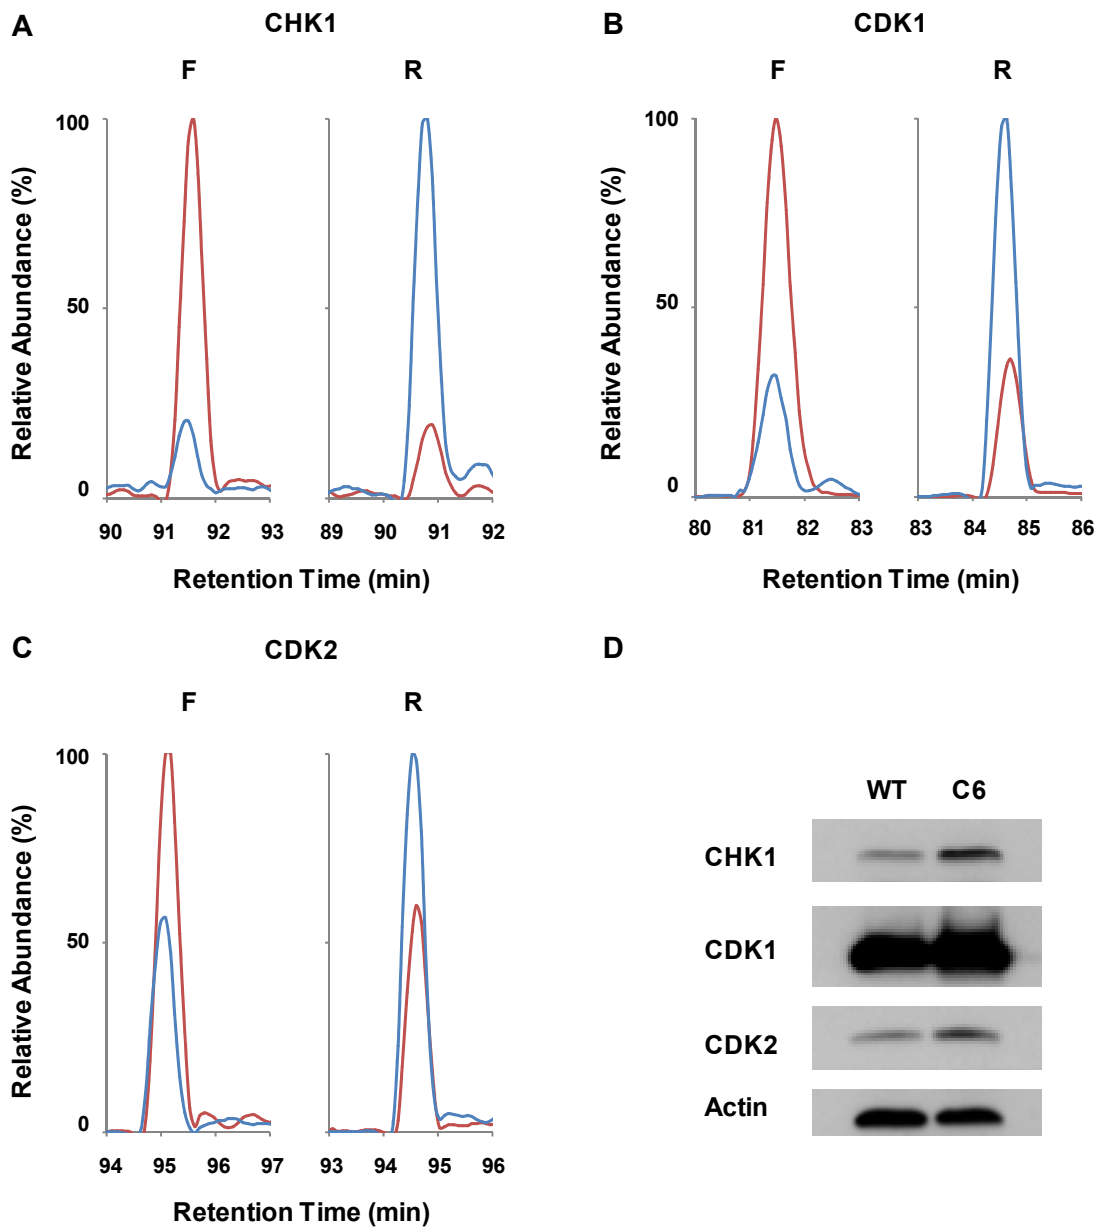 A
CHK1
F
R
Relative Abundance (%)
100
50
0
90 91 92 93
89 90 91 92
Retention Time (min)
B
CDK1
F
R
Relative Abundance (%)
100
50
0
80 81 82 83
83 84 85 86
Retention Time (min)
C
CDK2
F
R
Relative Abundance (%)
100
50
0
94 95 96 97
93 94 95 96
Retention Time (min)
D
WT C6
CHK1
CDK1
CDK2
Actin